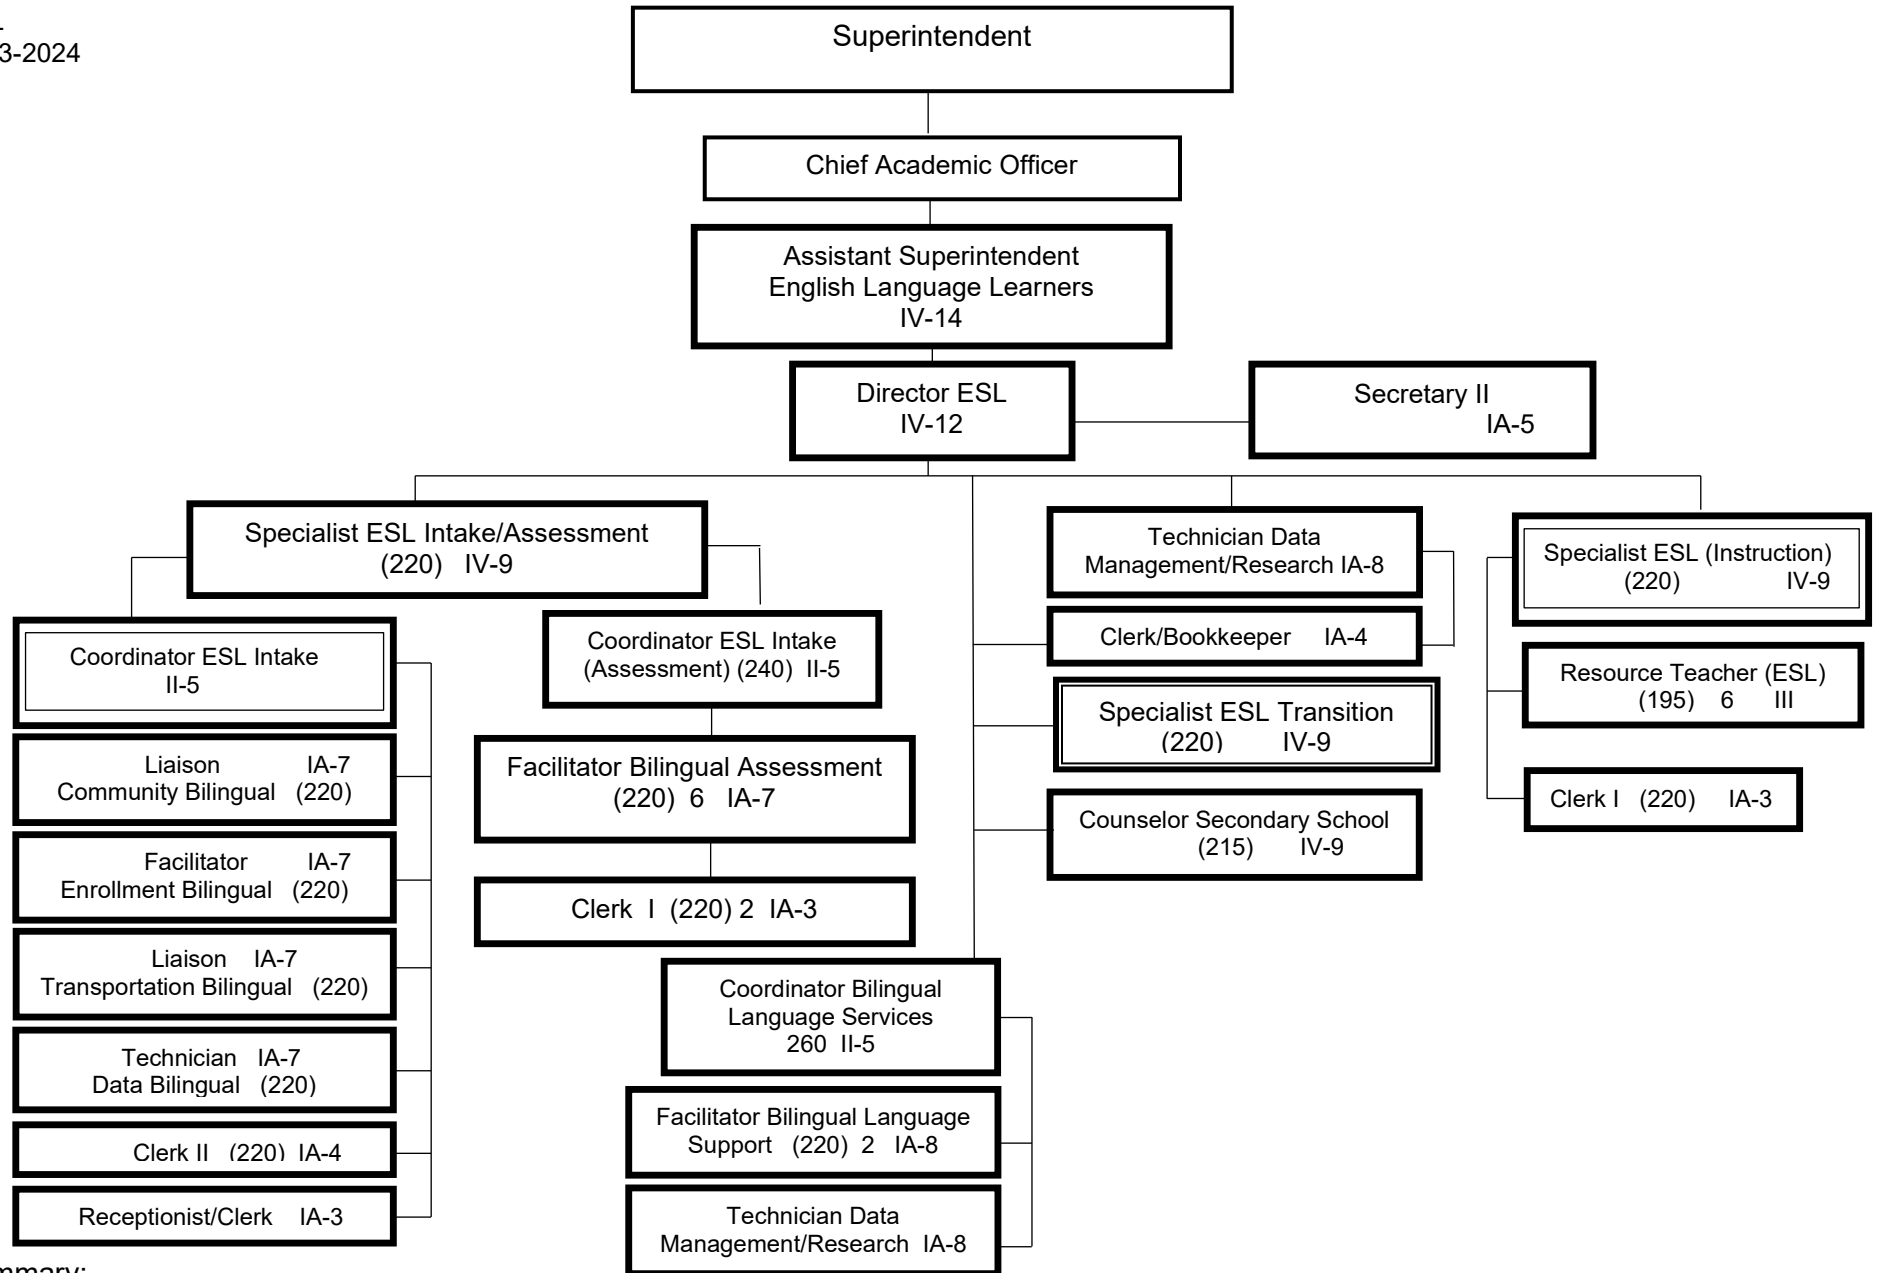 3-2024
Superintendent
Chief Academic Officer
Assistant Superintendent
English Language Learners
IV-14
Director ESL
IV-12
Secretary II
IA-5
Specialist ESL Intake/Assessment
(220) IV-9
Coordinator ESL Intake
II-5
Liaison IA-7
Community Bilingual (220)
Facilitator IA-7
Enrollment Bilingual (220)
Liaison IA-7
Transportation Bilingual (220)
Technician IA-7
Data Bilingual (220)
Clerk II (220) IA-4
Receptionist/Clerk IA-3
Coordinator ESL Intake
(Assessment) (240) II-5
Facilitator Bilingual Assessment
(220) 6 IA-7
Clerk I (220) 2 IA-3
Technician Data
Management/Research IA-8
Clerk/Bookkeeper IA-4
Specialist ESL Transition
(220) IV-9
Counselor Secondary School
(215) IV-9
Coordinator Bilingual
Language Services
260 II-5
Facilitator Bilingual Language
Support (220) 2 IA-8
Technician Data
Management/Research IA-8
Specialist ESL (Instruction)
(220) IV-9
Resource Teacher (ESL)
(195) 6 III
Clerk I (220) IA-3